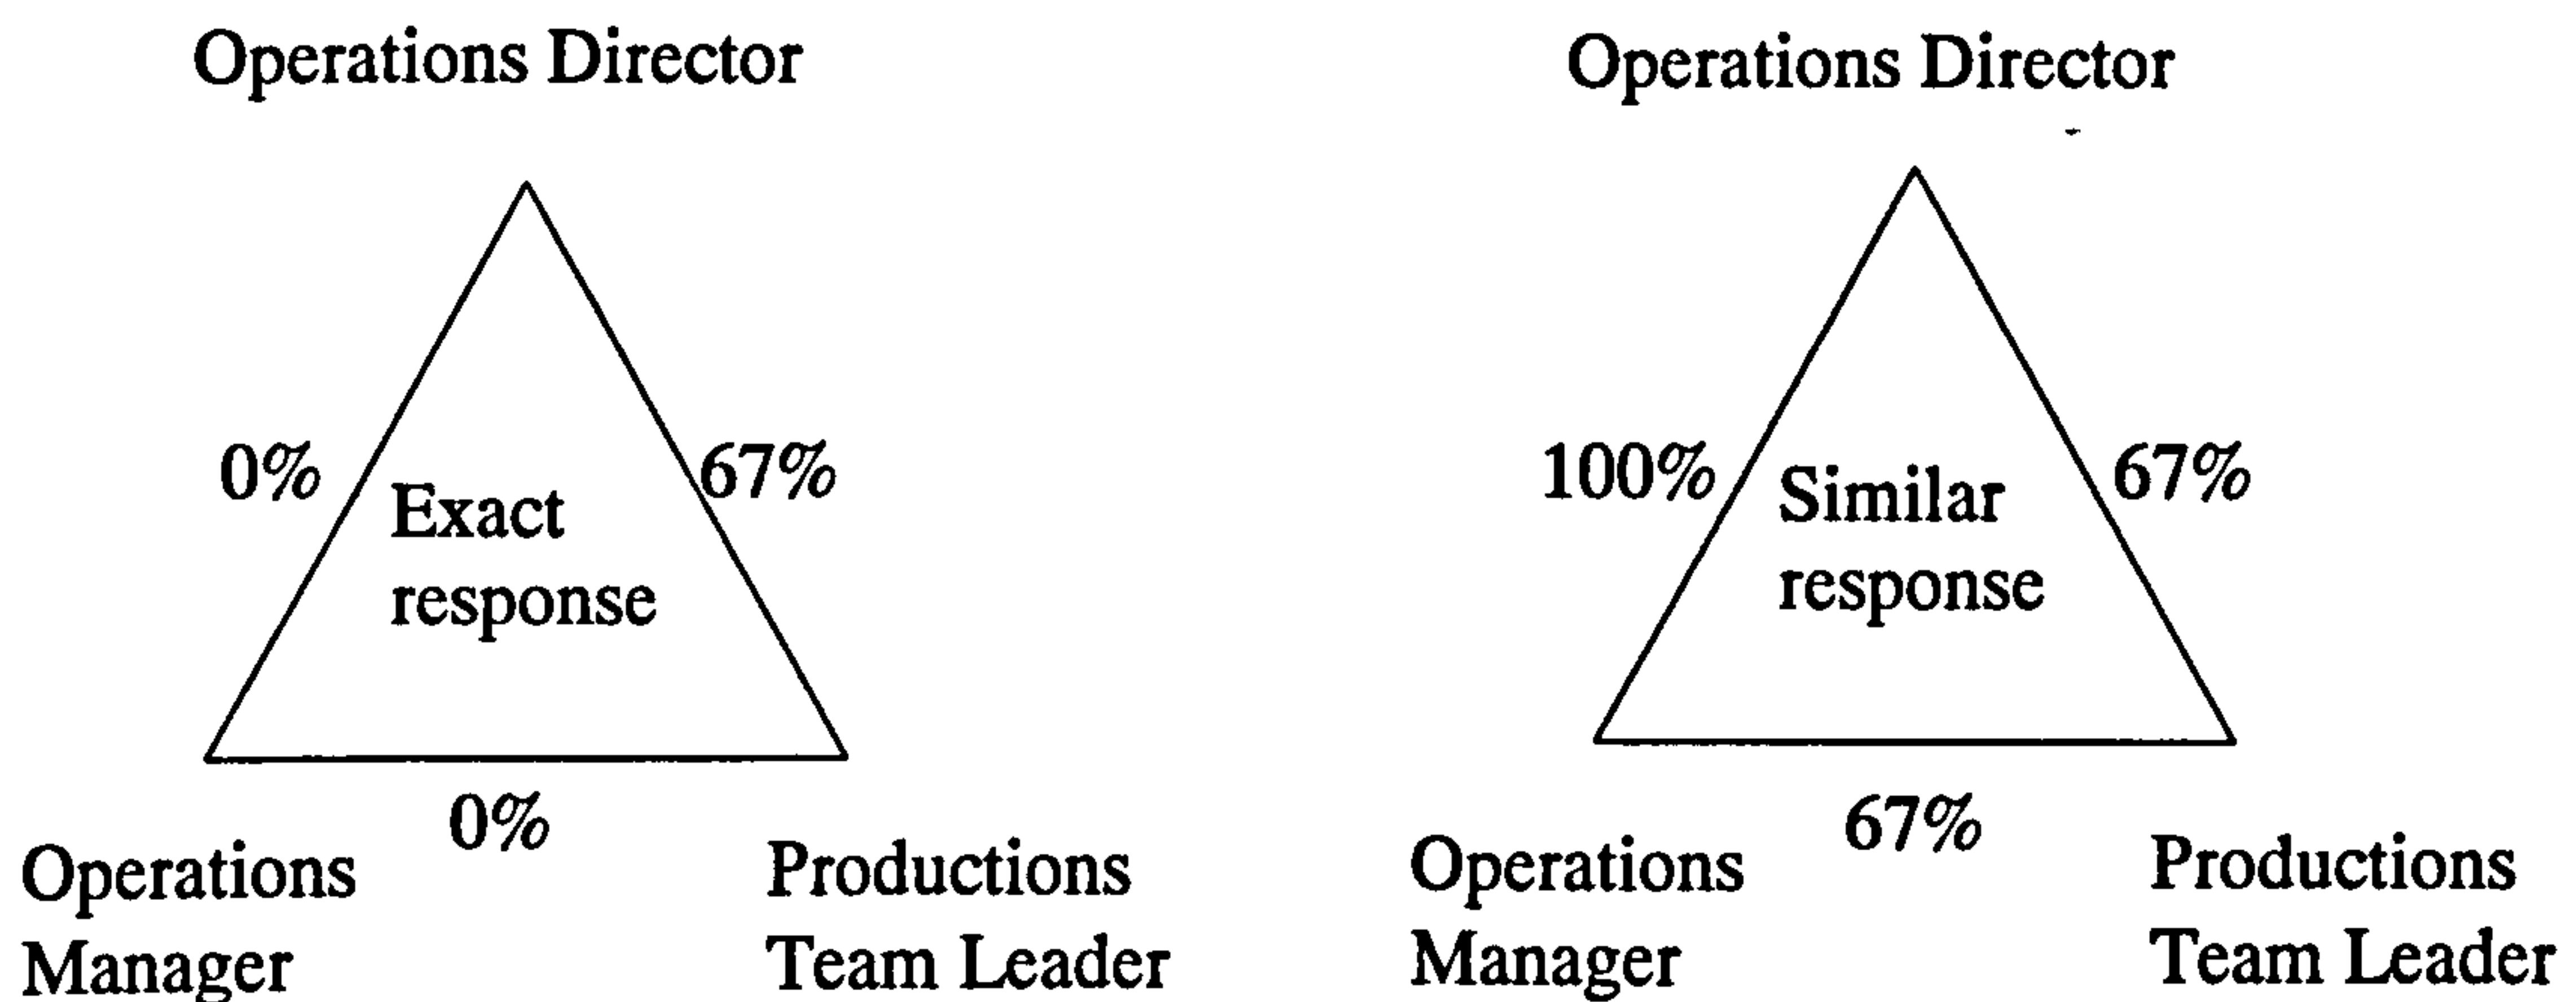 Operations Director
0%
67%
Exact
response
0%
Operations
Manager
Productions
Team Leader
Operations Director
100%
67%
Similar
response
67%
Operations
Manager
Productions
Team Leader